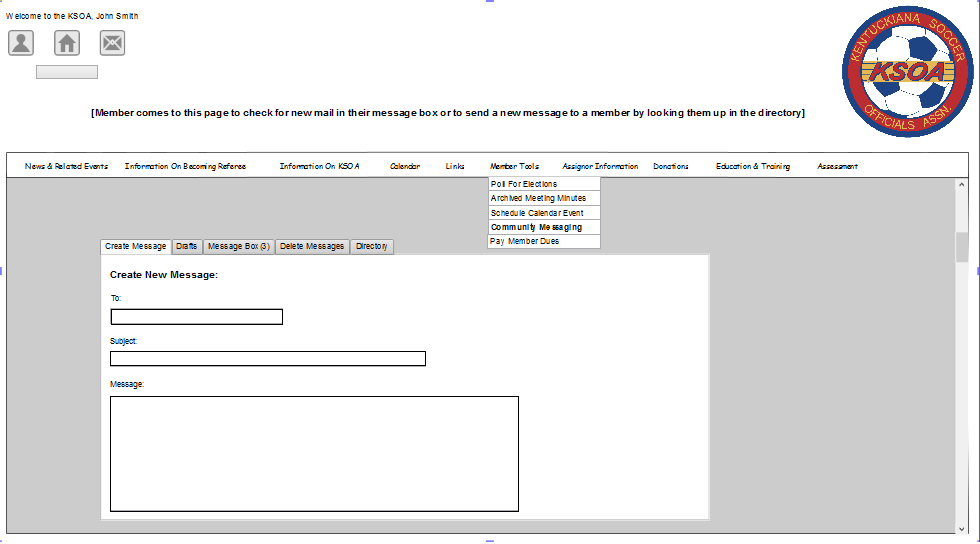 Welcome to the KSOA, John Smith
KENTUCKIANA SOCCER
KSOA
OFFICIALS ASSN.
[Member comes to this page to check for new mail in their message box or to send a new message to a member by looking them up in the directory]
News & Related Events Information On Becoming Referee Information On KSOA Calendar Links Member Tools Assignor Information Donations Education & Training Assessment
Poll For Elections
Archived Meeting Minutes
Schedule Calendar Event
Community Messaging
Pay Member Dues
Create Message Drafts Message Box (3) Delete Messages Directory
Create New Message:
To:
Subject:
Message: